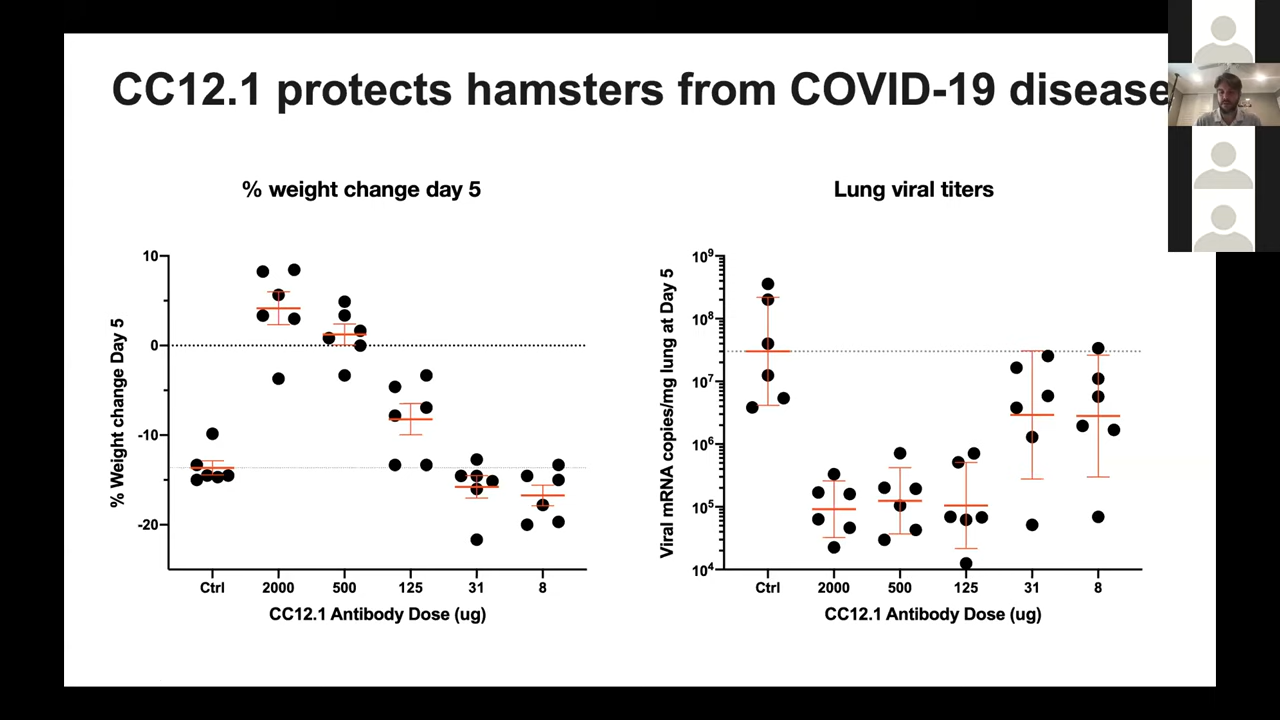 CC12.1 protects hamsters from COVID-19 disease
% weight change day 5
Lung viral titers
% Weight change Day 5
10
0
-10
-20
Ctrl 2000 500 125 31 8
CC12.1 Antibody Dose (ug)
Viral mRNA copies/mg lung at Day 5
10⁹
10⁸
10⁷
10⁶
10⁵
10⁴
Ctrl 2000 500 125 31 8
CC12.1 Antibody Dose (ug)